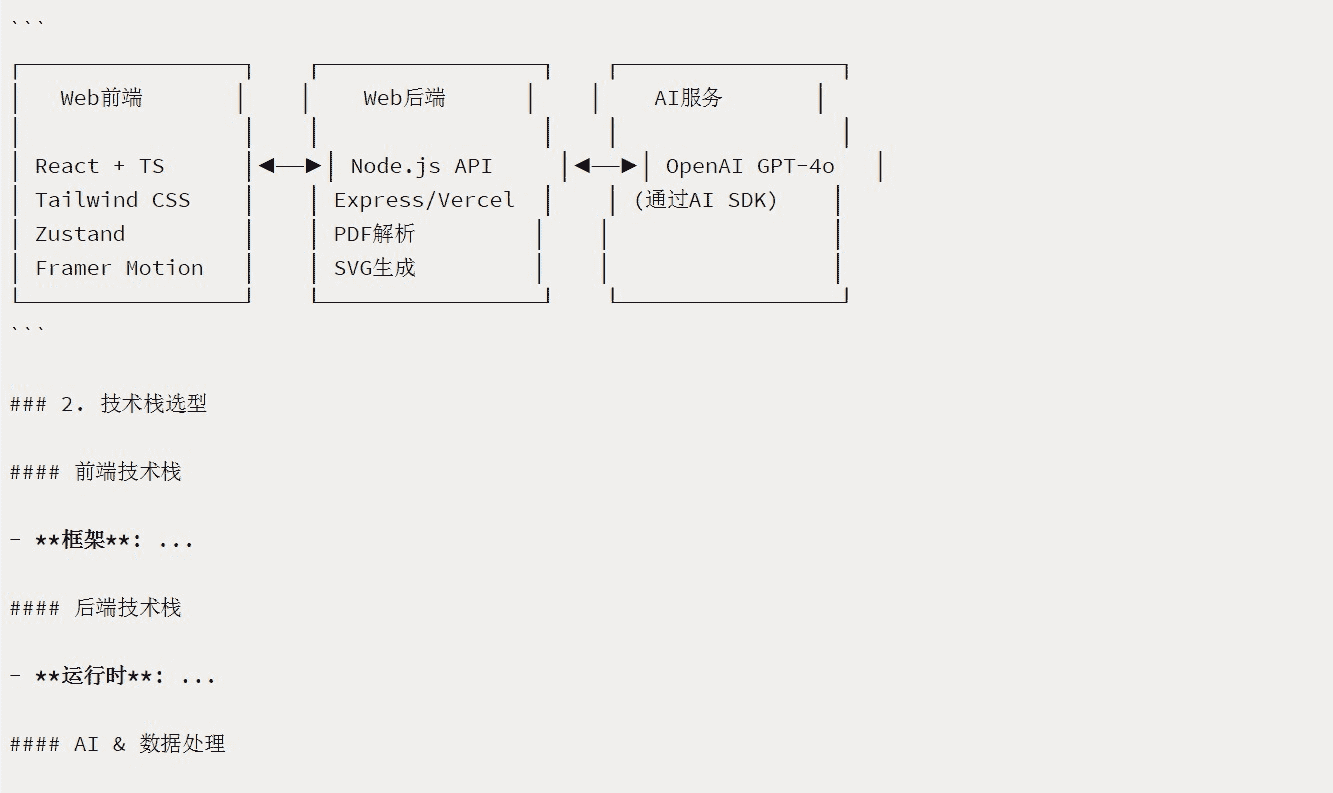 ```
┌─────────────────┐    ┌─────────────────┐    ┌─────────────────┐
│   Web前端       │    │    Web后端      │    │    AI服务       │
│                 │    │                 │    │                 │
│ React + TS      │◄──►│ Node.js API     │◄──►│ OpenAI GPT-4o   │
│ Tailwind CSS    │    │ Express/Vercel  │    │ (通过AI SDK)    │
│ Zustand         │    │ PDF解析         │    │                 │
│ Framer Motion   │    │ SVG生成         │    │                 │
└─────────────────┘    └─────────────────┘    └─────────────────┘
```
### 2. 技术栈选型
#### 前端技术栈
- **框架**: ...
#### 后端技术栈
- **运行时**: ...
#### AI & 数据处理